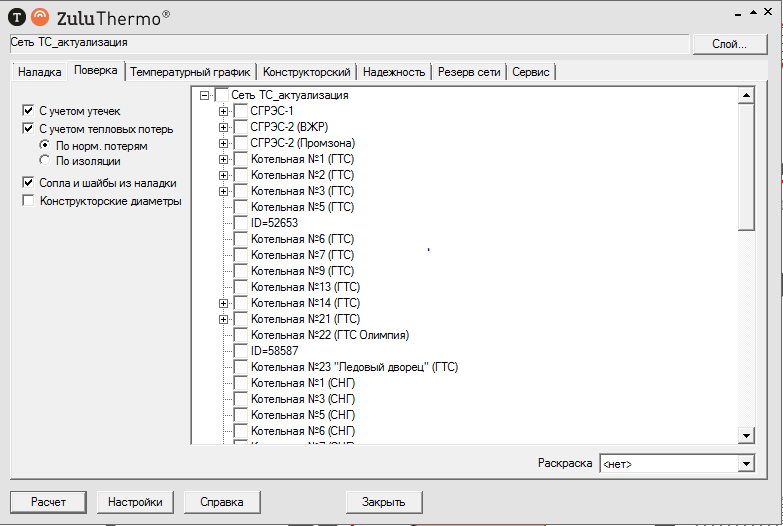 T ZuluThermo®
Сеть ТС_актуализация
Слой...
Наладка Поверка Температурный график Конструкторский Надежность Резерв сети Сервис
С учетом утечек
С учетом тепловых потерь
По норм. потерям
По изоляции
Сопла и шайбы из наладки
Конструкторские диаметры
Сеть ТС_актуализация
СГРЭС-1
СГРЭС-2 (ВЖР)
СГРЭС-2 (Промзона)
Котельная №1 (ГТС)
Котельная №2 (ГТС)
Котельная №3 (ГТС)
Котельная №5 (ГТС)
ID=52653
Котельная №6 (ГТС)
Котельная №7 (ГТС)
Котельная №9 (ГТС)
Котельная №13 (ГТС)
Котельная №14 (ГТС)
Котельная №21 (ГТС)
Котельная №22 (ГТС Олимпия)
ID=58587
Котельная №23 "Ледовый дворец" (ГТС)
Котельная №1 (СНГ)
Котельная №3 (СНГ)
Котельная №5 (СНГ)
Котельная №6 (СНГ)
Котельная №7 (СНГ)
Раскраска <нет>
Расчет Настройки Справка Закрыть